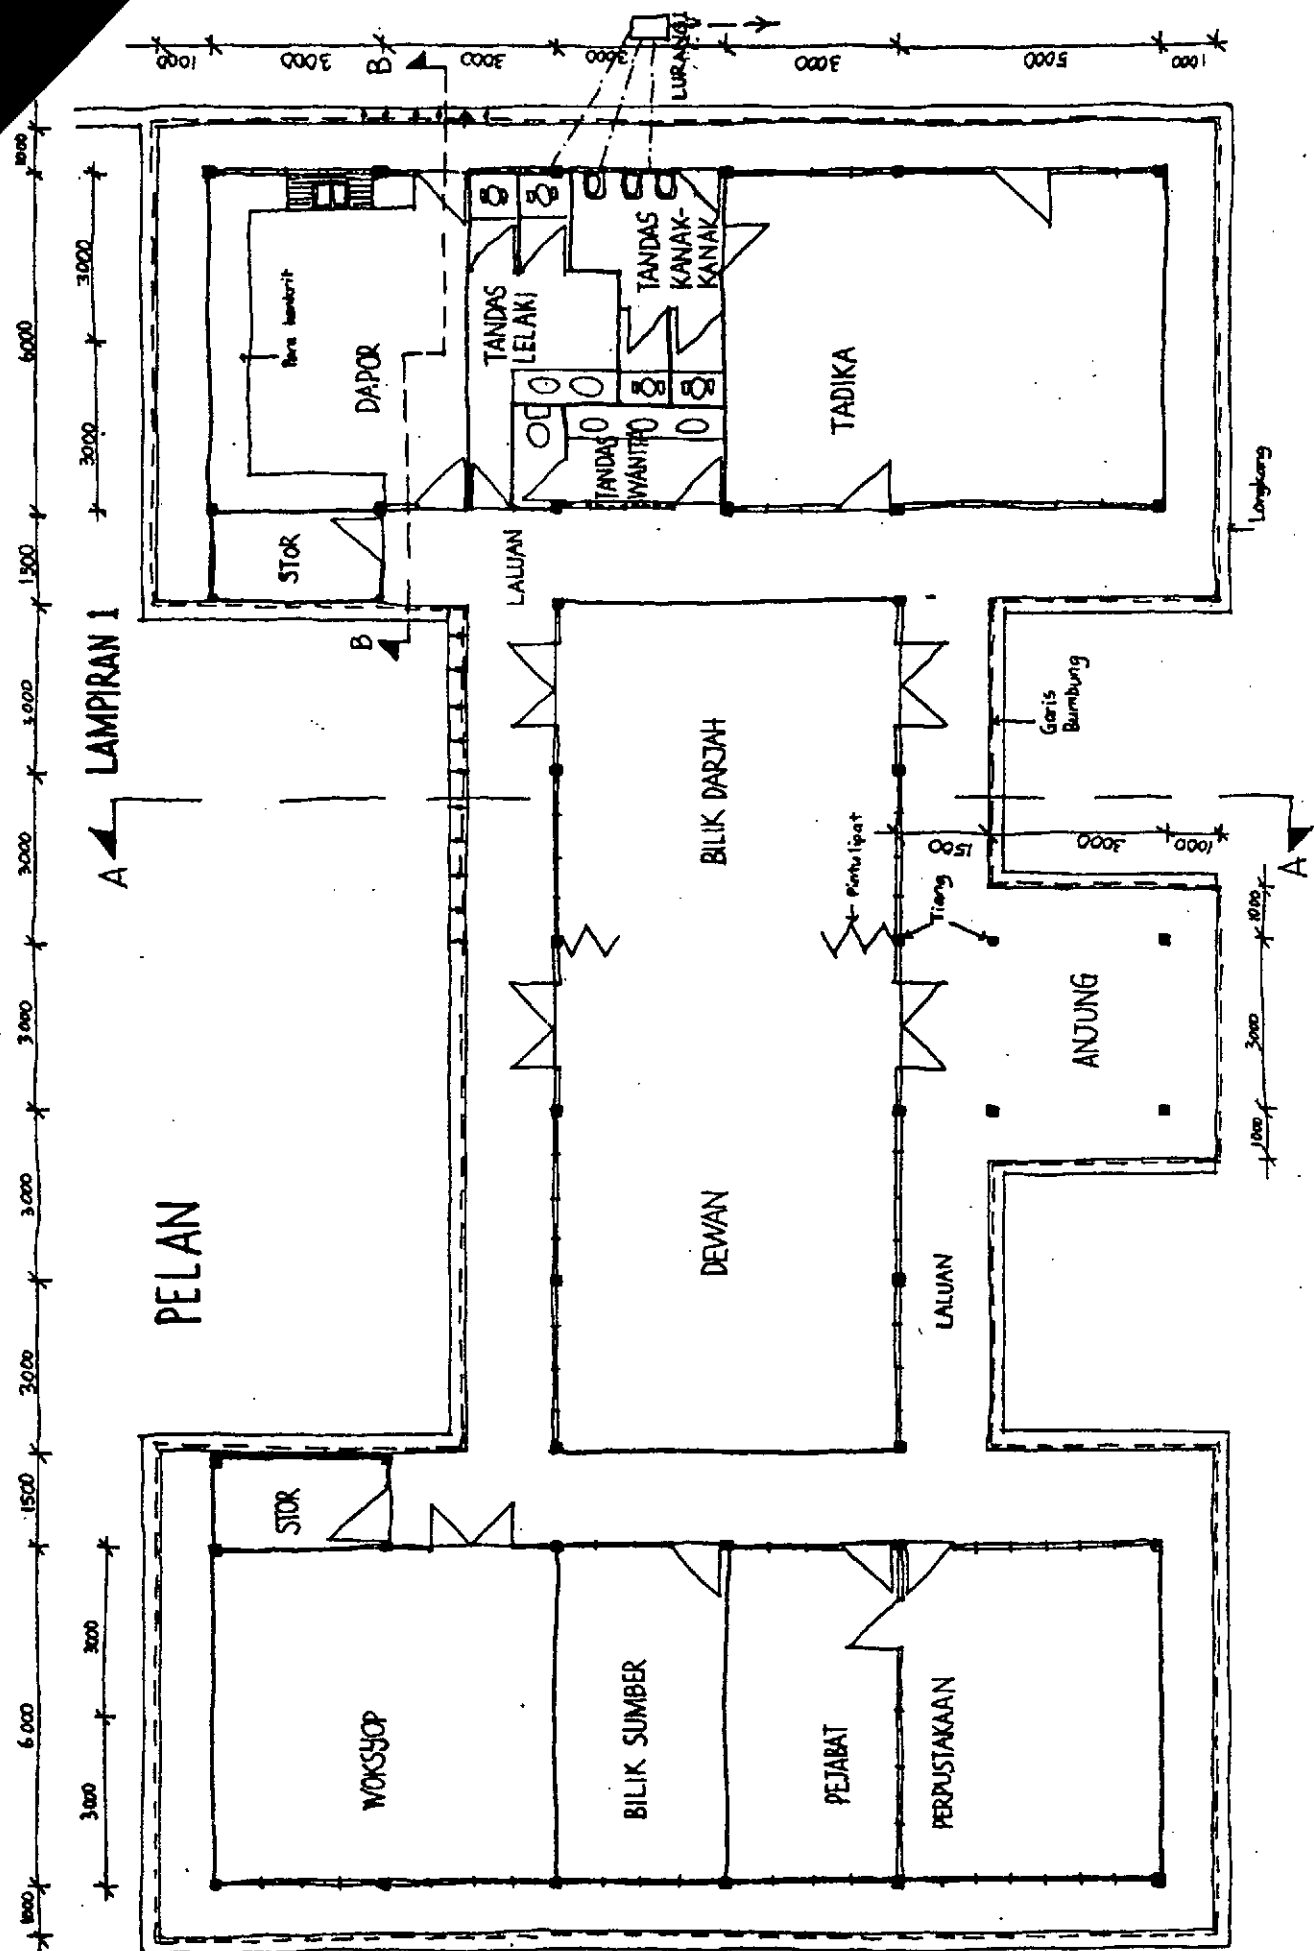 LAMPIRAN 1
PELAN
1000
6000
1500
3000
3000
3000
3000
3000
1500
6000
1000
3000
3000
3000
3000
1000
3000
3000
3000
3000
5000
1000
LURANG
B
B
A
A
DAPOR
STOR
TANDAS
LELAKI
TANDAS
KANAK-
KANAK
TANDAS
WANITA
TADIKA
LALUAN
Longkang
BILIK DARJAH
← Pintu lipat
Tiang
Garis
Bumbung
1500
3000
1000
ANJUNG
1000
3000
1000
DEWAN
LALUAN
STOR
WOKSYOP
BILIK SUMBER
PEJABAT
PERPUSTAKAAN